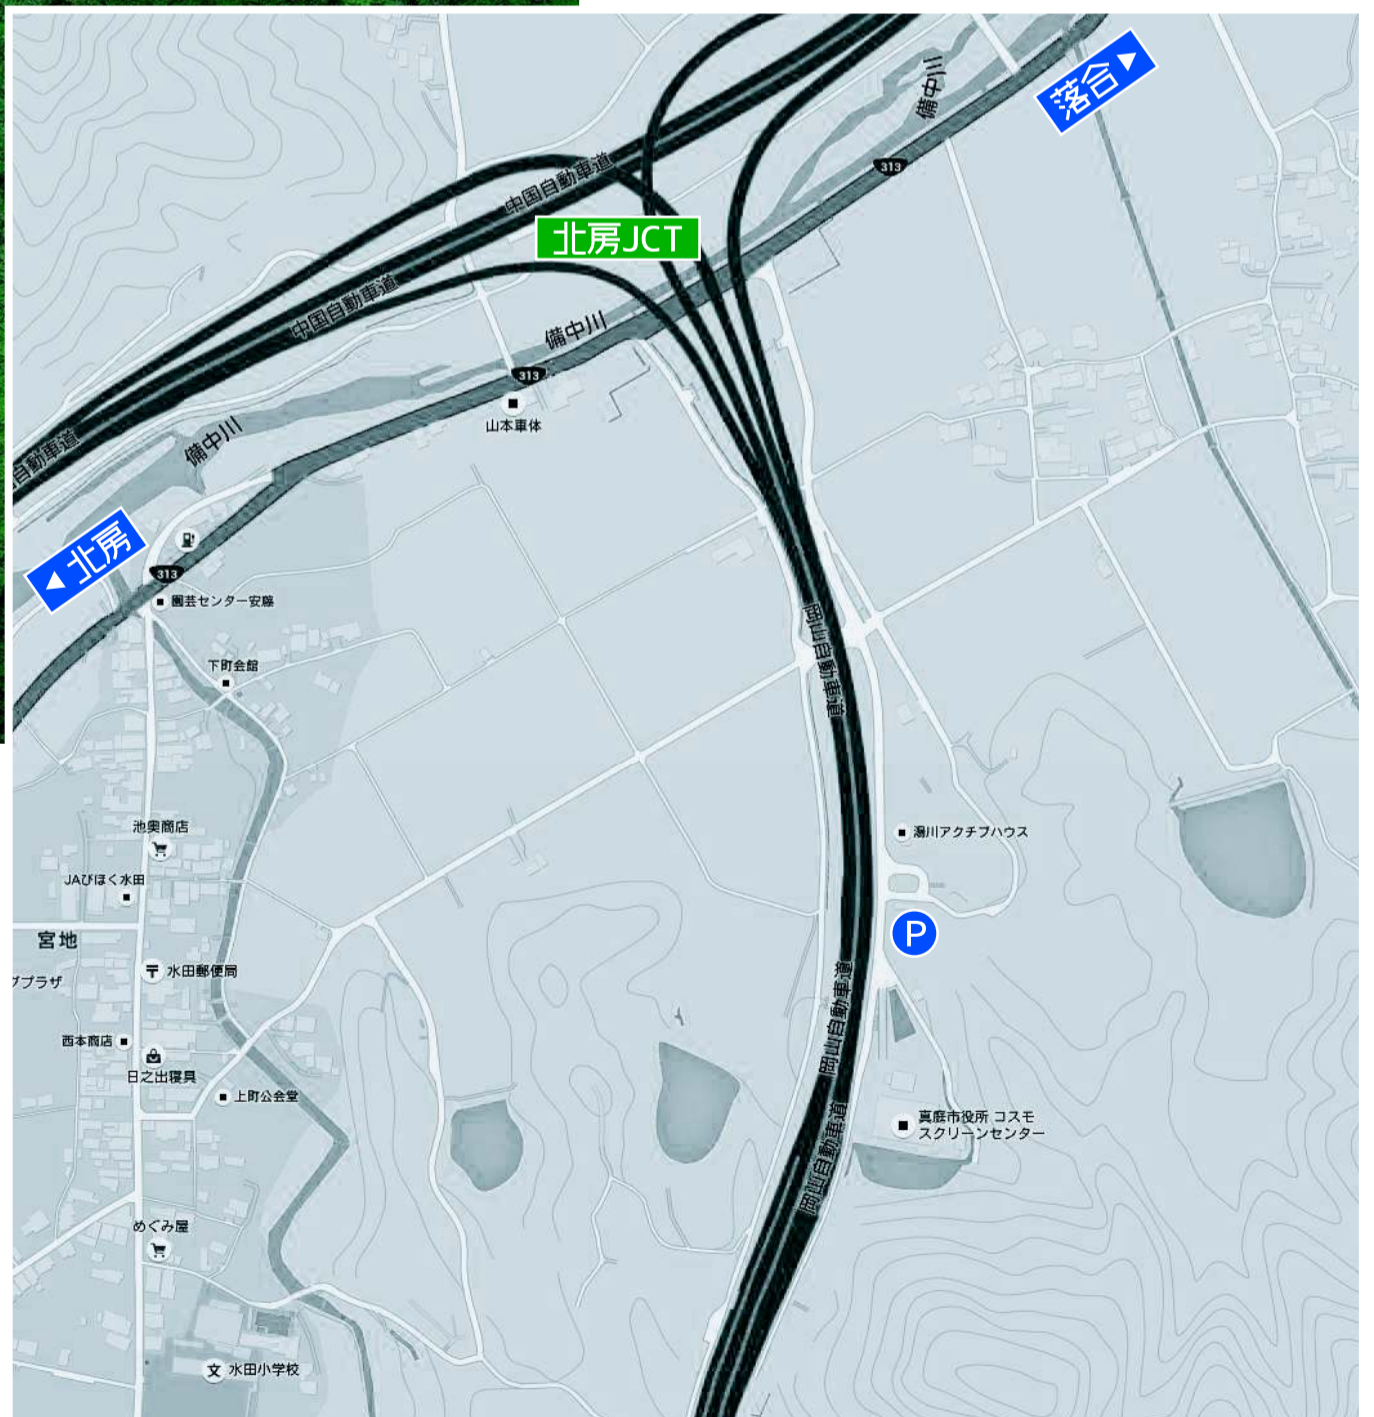 落合▶
備中川
313
中国自動車道
北房JCT
中国自動車道
備中川
313
山本車体
備中川
自動車道
◀北房
313
園芸センター安藤
下町会館
岡山自動車道
池奥商店
湯川アクチブハウス
JAびほく水田
宮地
P
水田郵便局
グプラザ
岡山自動車道
西本商店
日之出寝具
上町公会堂
岡山自動車道
真庭市役所 コスモ
スクリーンセンター
めぐみ屋
文 水田小学校